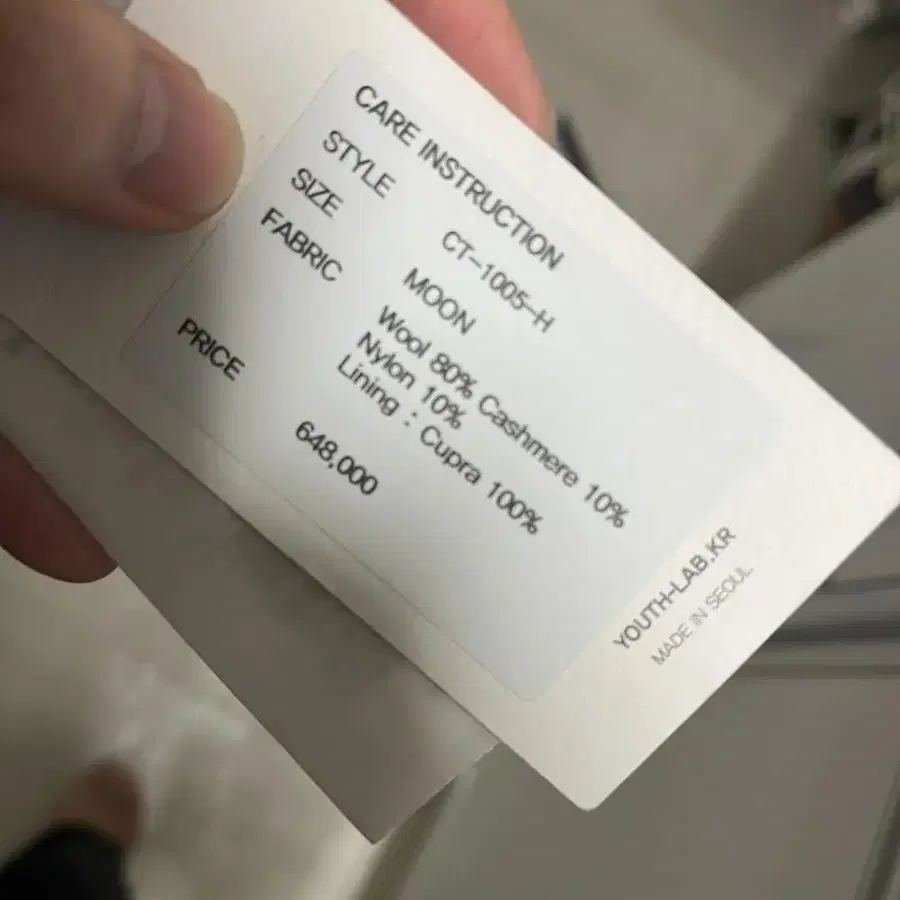 CARE INSTRUCTION
STYLE CT-1005-H
SIZE MOON
FABRIC Wool 80% Cashmere 10%
Nylon 10%
Lining : Cupra 100%
PRICE 648,000
YOUTH-LAB.KR
MADE IN SEOUL